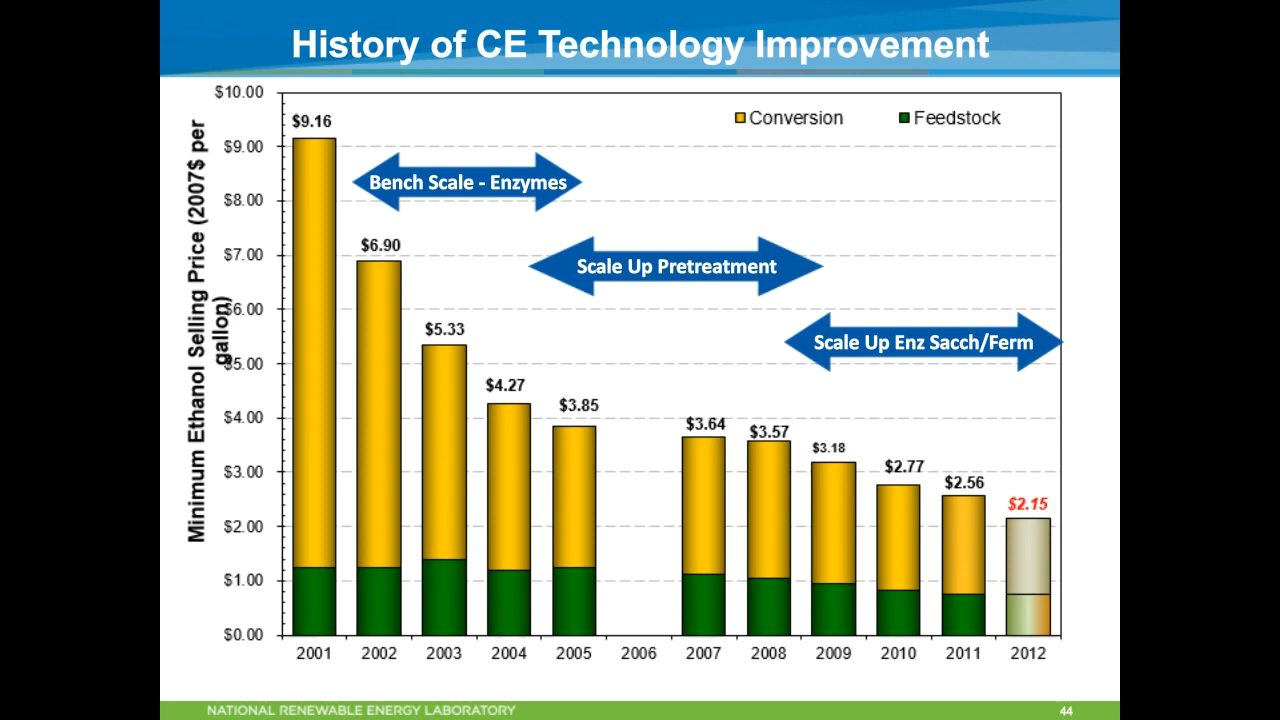 History of CE Technology Improvement
$10.00
$9.00
$8.00
$7.00
$6.00
$5.00
$4.00
$3.00
$2.00
$1.00
$0.00
Minimum Ethanol Selling Price (2007$ per
gallon)
Conversion
Feedstock
Bench Scale - Enzymes
Scale Up Pretreatment
Scale Up Enz Sacch/Ferm
$9.16
$6.90
$5.33
$4.27
$3.85
$3.64
$3.57
$3.18
$2.77
$2.56
$2.15
2001 2002 2003 2004 2005 2006 2007 2008 2009 2010 2011 2012
NATIONAL RENEWABLE ENERGY LABORATORY
44